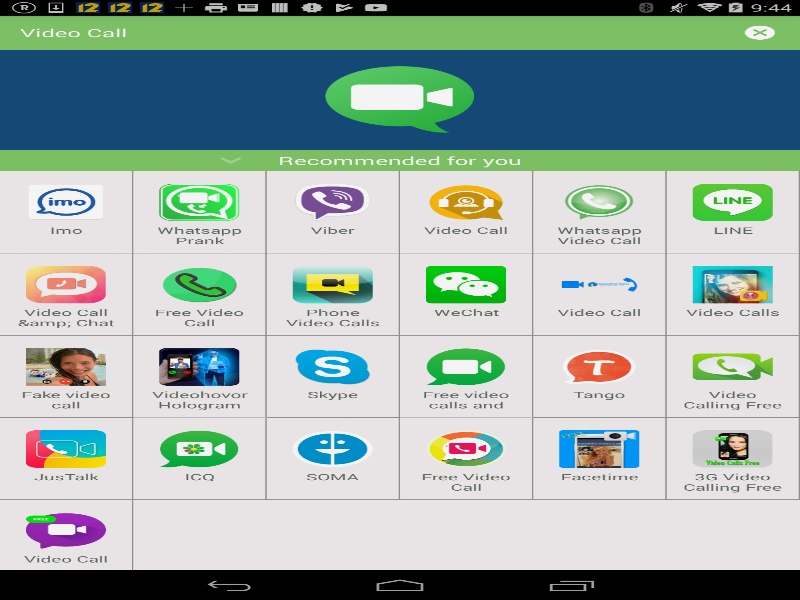 R 12 12 12 9:44
Video Call
Recommended for you
imo
Imo
Whatsapp
Prank
Viber
Video Call
Whatsapp
Video Call
LINE
LINE
Video Call
&amp; Chat
Free Video
Call
Phone
Video Calls
WeChat
Video Call
Video Calls
Fake video
call
Videohovor
Hologram
S
Skype
Free video
calls and
T
Tango
Video
Calling Free
JusTalk
ICQ
SOMA
Free Video
Call
Facetime
Video Calls Free
3G Video
Calling Free
FREE
Video Call